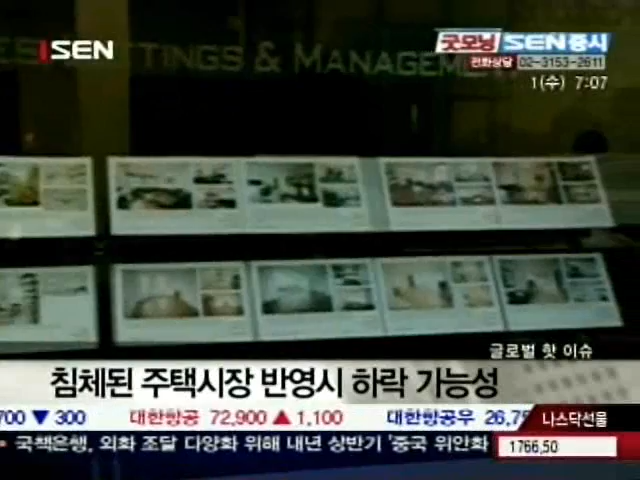 SEN
TTINGS & MANAGEME
굿모닝 SEN증시
전화상담 02-3153-2611
1(수) 7:07
글로벌 핫 이슈
침체된 주택시장 반영시 하락 가능성
700 ▼ 300 대한항공 72,900 ▲ 1,100 대한항공우 26,75 나스닥선물
국책은행, 외화 조달 다양화 위해 내년 상반기 '중국 위안화 1766,50